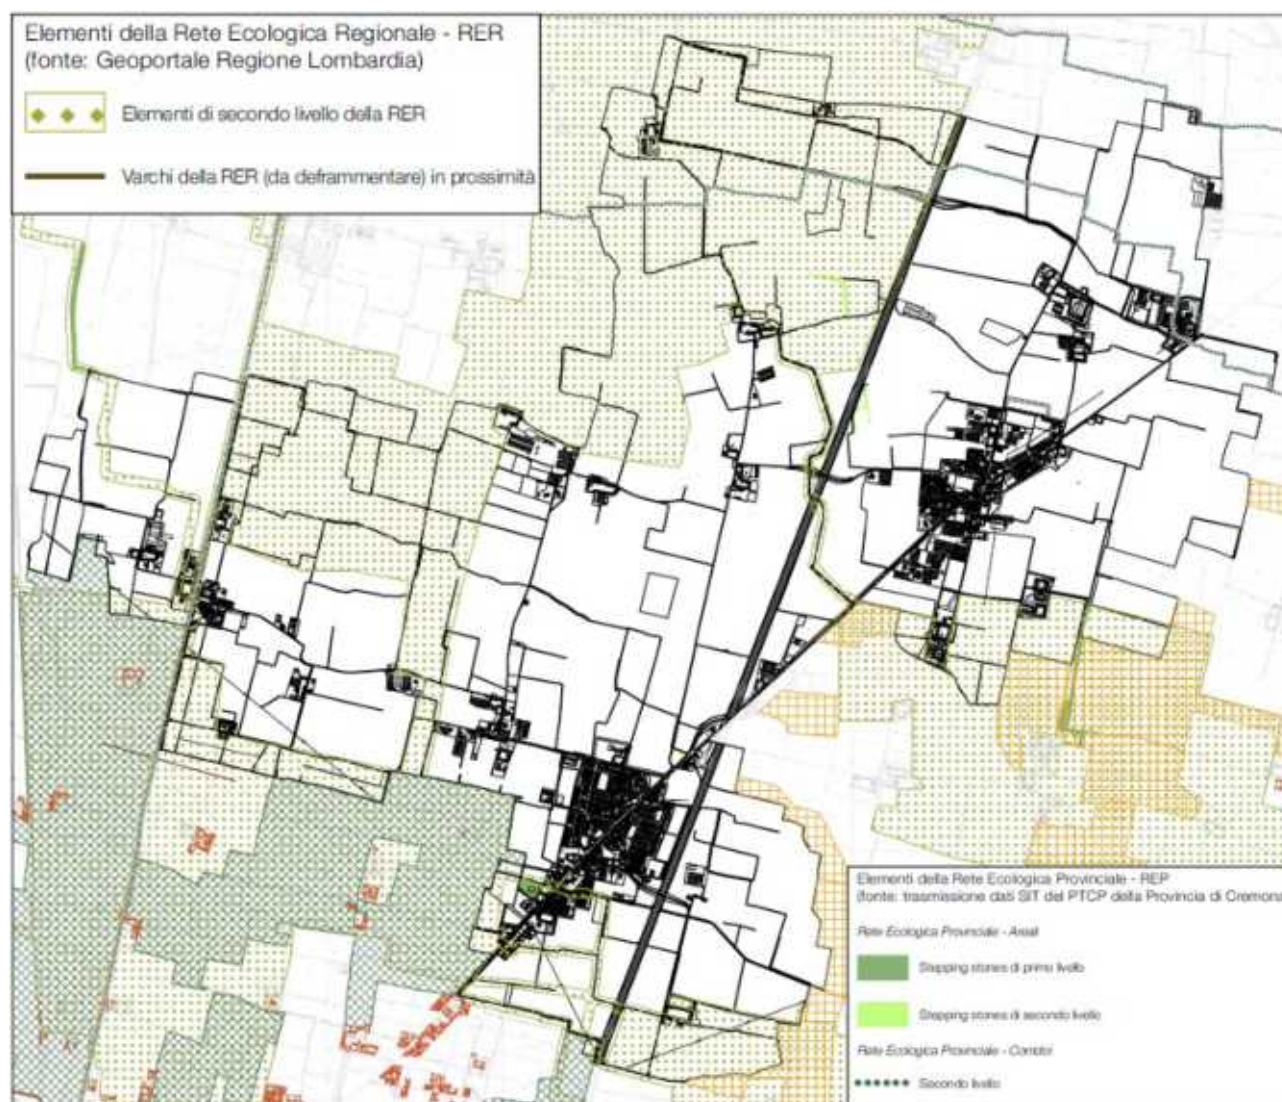 Elementi della Rete Ecologica Regionale - RER
(fonte: Geoportale Regione Lombardia)
Elementi di secondo livello della RER
Varchi della RER (da deframmentare) in prossimità
Elementi della Rete Ecologica Provinciale - REP
(fonte: trasmissione dati SIT del PTCP della Provincia di Cremona
Rete Ecologica Provinciale - Areali
Stepping stones di primo livello
Stepping stones di secondo livello
Rete Ecologica Provinciale - Corridoi
Secondo livello